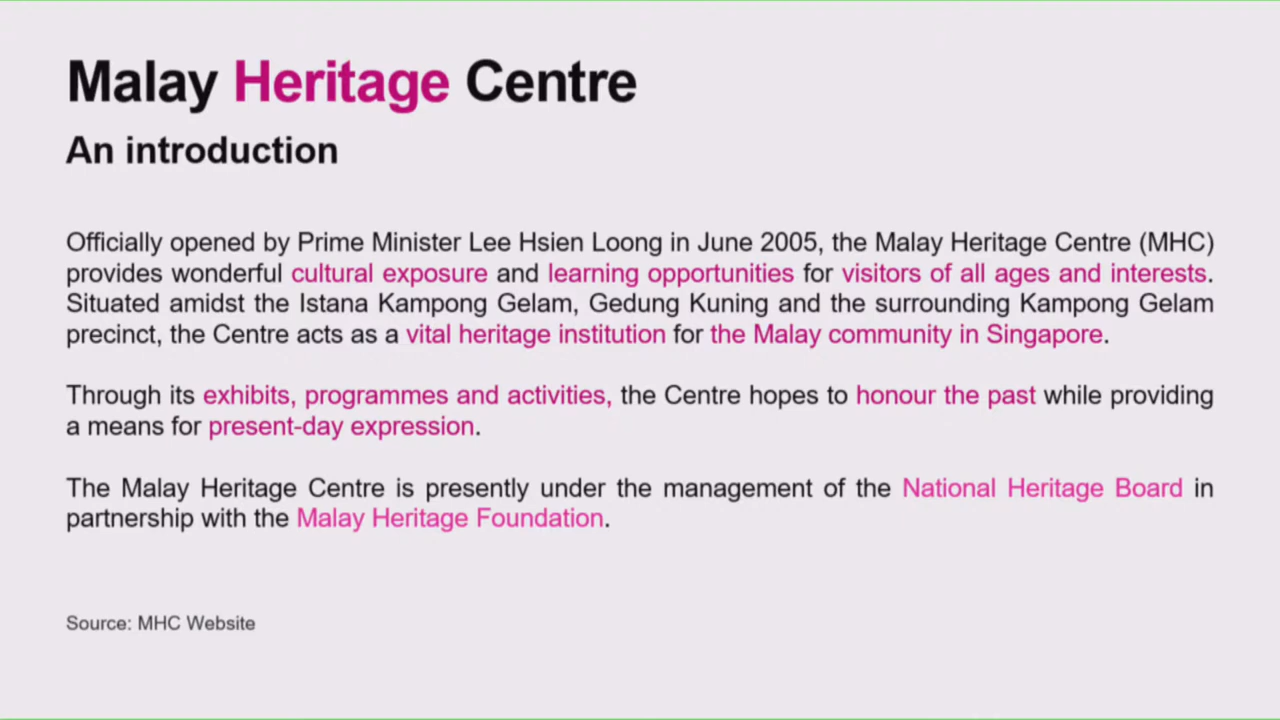 Malay Heritage Centre
An introduction
Officially opened by Prime Minister Lee Hsien Loong in June 2005, the Malay Heritage Centre (MHC)
provides wonderful cultural exposure and learning opportunities for visitors of all ages and interests.
Situated amidst the Istana Kampong Gelam, Gedung Kuning and the surrounding Kampong Gelam
precinct, the Centre acts as a vital heritage institution for the Malay community in Singapore.
Through its exhibits, programmes and activities, the Centre hopes to honour the past while providing
a means for present-day expression.
The Malay Heritage Centre is presently under the management of the National Heritage Board in
partnership with the Malay Heritage Foundation.
Source: MHC Website